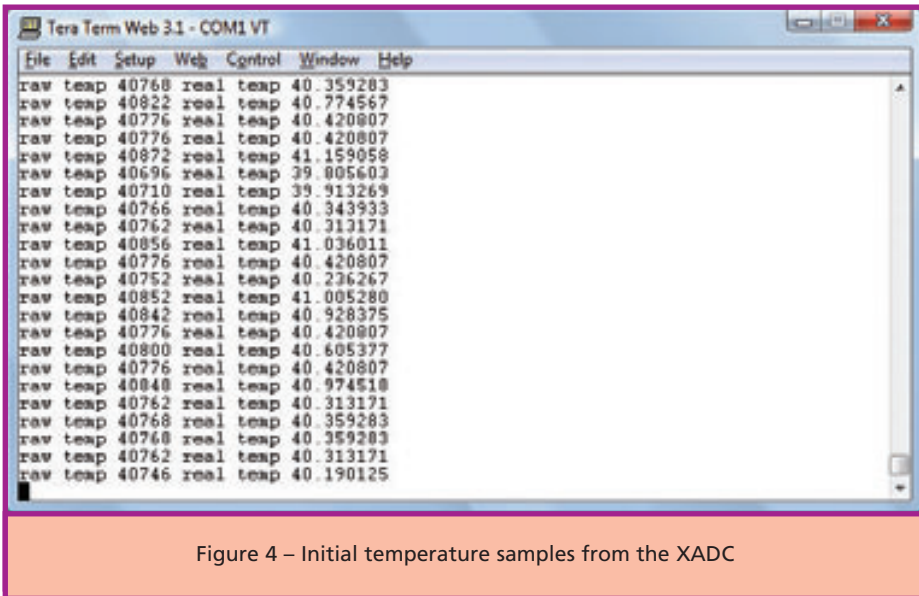 Tera Term Web 3.1 - COM1 VT
File Edit Setup Web Control Window Help
raw temp 40768 real temp 40.359283
raw temp 40822 real temp 40.774567
raw temp 40776 real temp 40.420807
raw temp 40776 real temp 40.420807
raw temp 40872 real temp 41.159058
raw temp 40696 real temp 39.805603
raw temp 40710 real temp 39.913269
raw temp 40766 real temp 40.343933
raw temp 40762 real temp 40.313171
raw temp 40856 real temp 41.036011
raw temp 40776 real temp 40.420807
raw temp 40752 real temp 40.236267
raw temp 40852 real temp 41.005280
raw temp 40842 real temp 40.928375
raw temp 40776 real temp 40.420807
raw temp 40800 real temp 40.605377
raw temp 40776 real temp 40.420807
raw temp 40848 real temp 40.974518
raw temp 40762 real temp 40.313171
raw temp 40768 real temp 40.359283
raw temp 40768 real temp 40.359283
raw temp 40762 real temp 40.313171
raw temp 40746 real temp 40.190125
Figure 4 – Initial temperature samples from the XADC